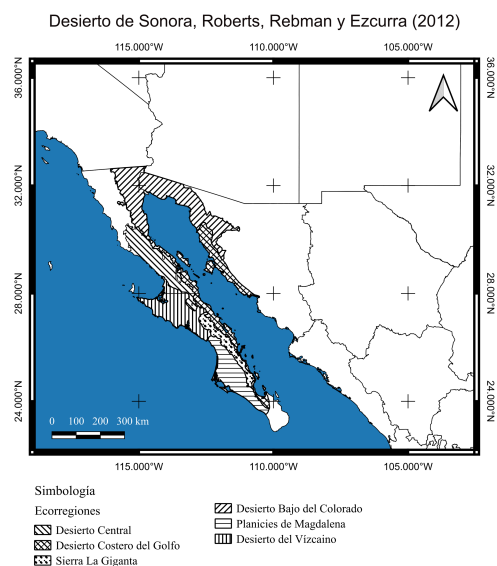 Desierto de Sonora, Roberts, Rebman y Ezcurra (2012)
115.000°W 110.000°W 105.000°W
36.000°N 36.000°N
32.000°N 32.000°N
28.000°N 28.000°N
24.000°N 24.000°N
0 100 200 300 km
115.000°W 110.000°W 105.000°W
Simbología
Ecorregiones
Desierto Central
Desierto Costero del Golfo
Sierra La Giganta
Desierto Bajo del Colorado
Planicies de Magdalena
Desierto del Vízcaino